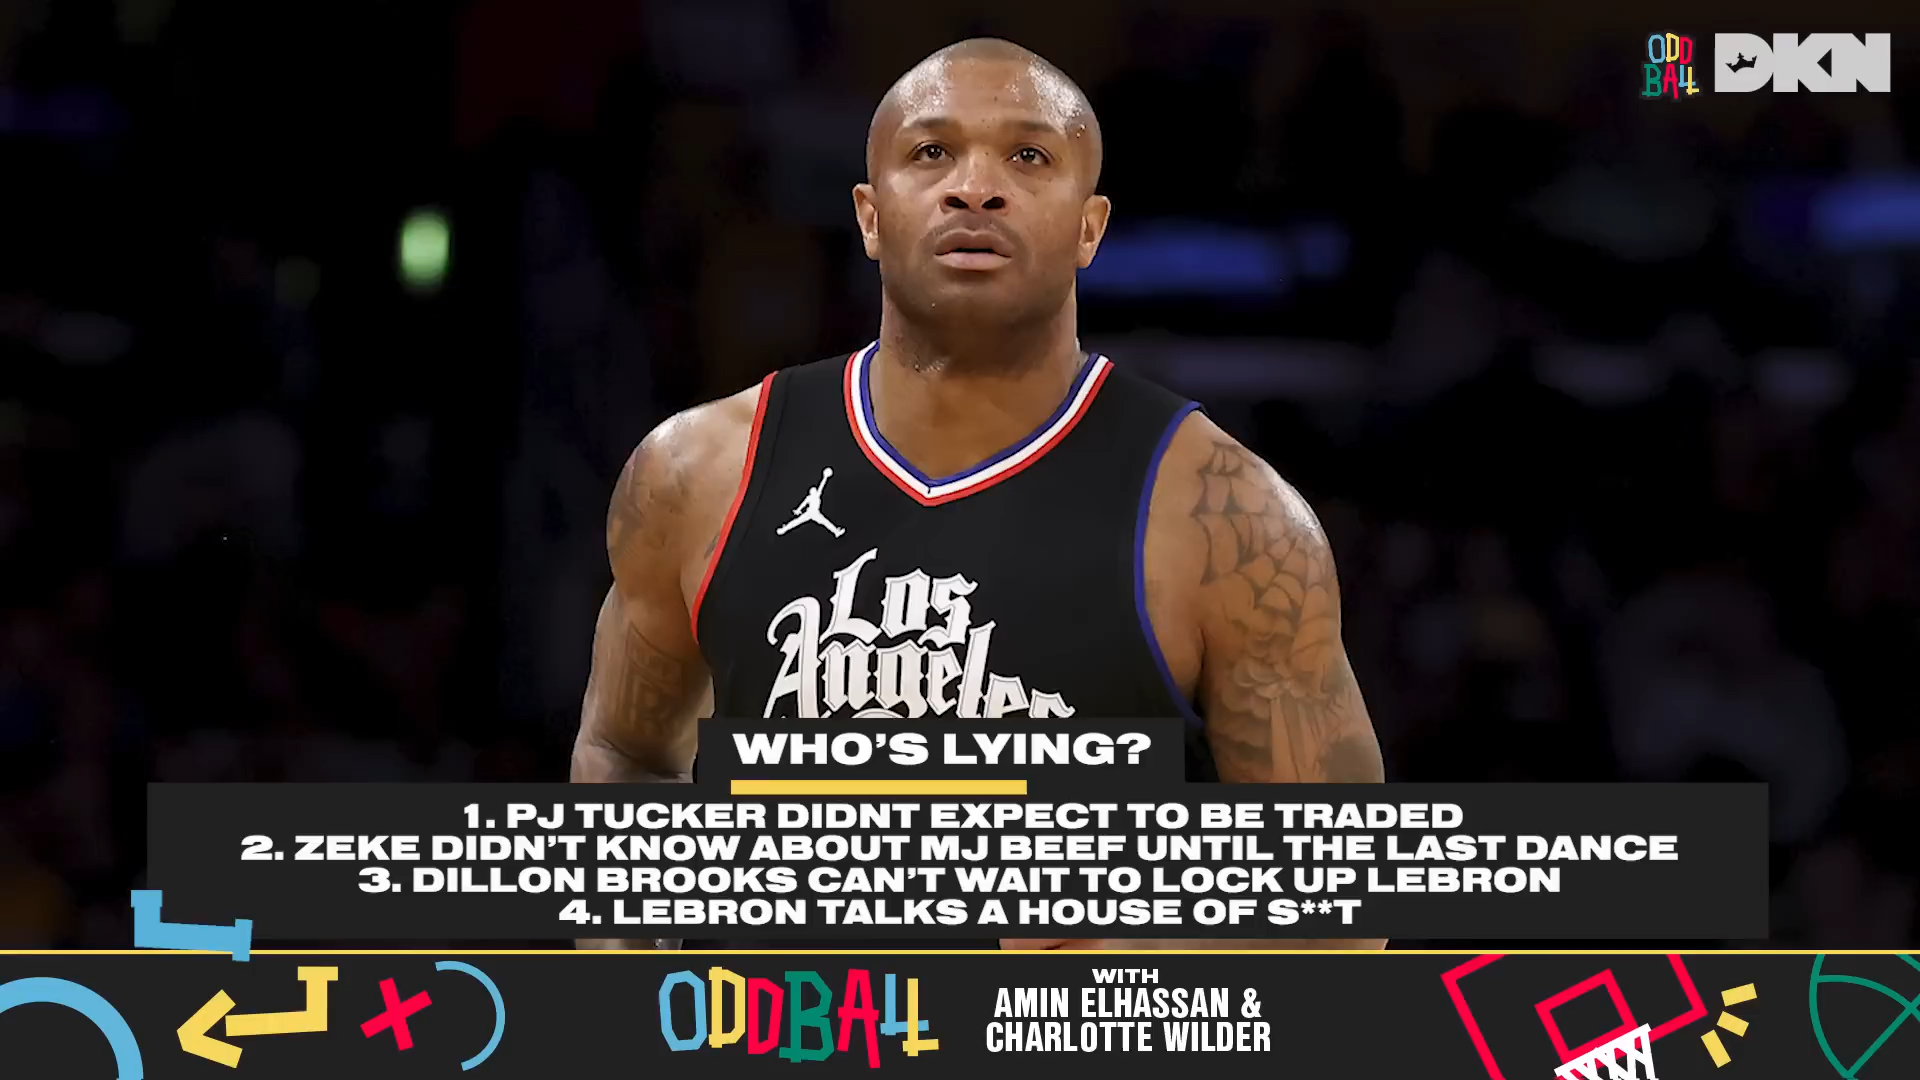 ODD
BALL
DKN
Los
Angeles
WHO'S LYING?
1. PJ TUCKER DIDNT EXPECT TO BE TRADED
2. ZEKE DIDN'T KNOW ABOUT MJ BEEF UNTIL THE LAST DANCE
3. DILLON BROOKS CAN'T WAIT TO LOCK UP LEBRON
4. LEBRON TALKS A HOUSE OF S**T
ODDBALL
WITH
AMIN ELHASSAN &
CHARLOTTE WILDER